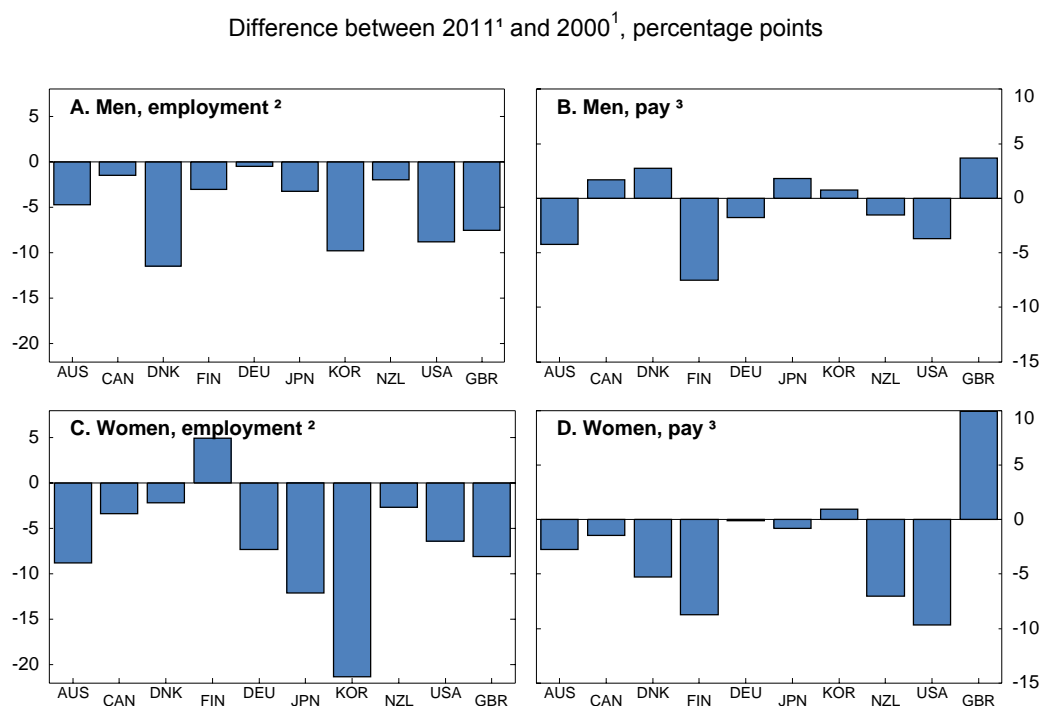 Difference between 2011¹ and 2000¹, percentage points
A. Men, employment ²
5
0
-5
-10
-15
-20
AUS CAN DNK FIN DEU JPN KOR NZL USA GBR
B. Men, pay ³
10
5
0
-5
-10
-15
AUS CAN DNK FIN DEU JPN KOR NZL USA GBR
C. Women, employment ²
5
0
-5
-10
-15
-20
AUS CAN DNK FIN DEU JPN KOR NZL USA GBR
D. Women, pay ³
10
5
0
-5
-10
-15
AUS CAN DNK FIN DEU JPN KOR NZL USA GBR